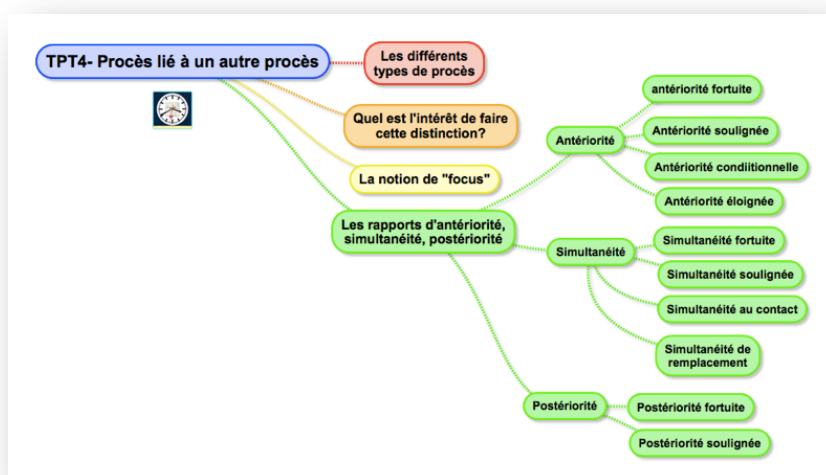 TPT4- Procès lié à un autre procès
Les différents
types de procès
Quel est l'intérêt de faire
cette distinction?
La notion de "focus"
Les rapports d'antériorité,
simultanéité, postériorité
Antériorité
antériorité fortuite
Antériorité soulignée
Antériorité condiitionnelle
Antériorité éloignée
Simultanéité
Simultanéité fortuite
Simultanéité soulignée
Simultanéité au contact
Simultanéité de
remplacement
Postériorité
Postériorité fortuite
Postériorité soulignée